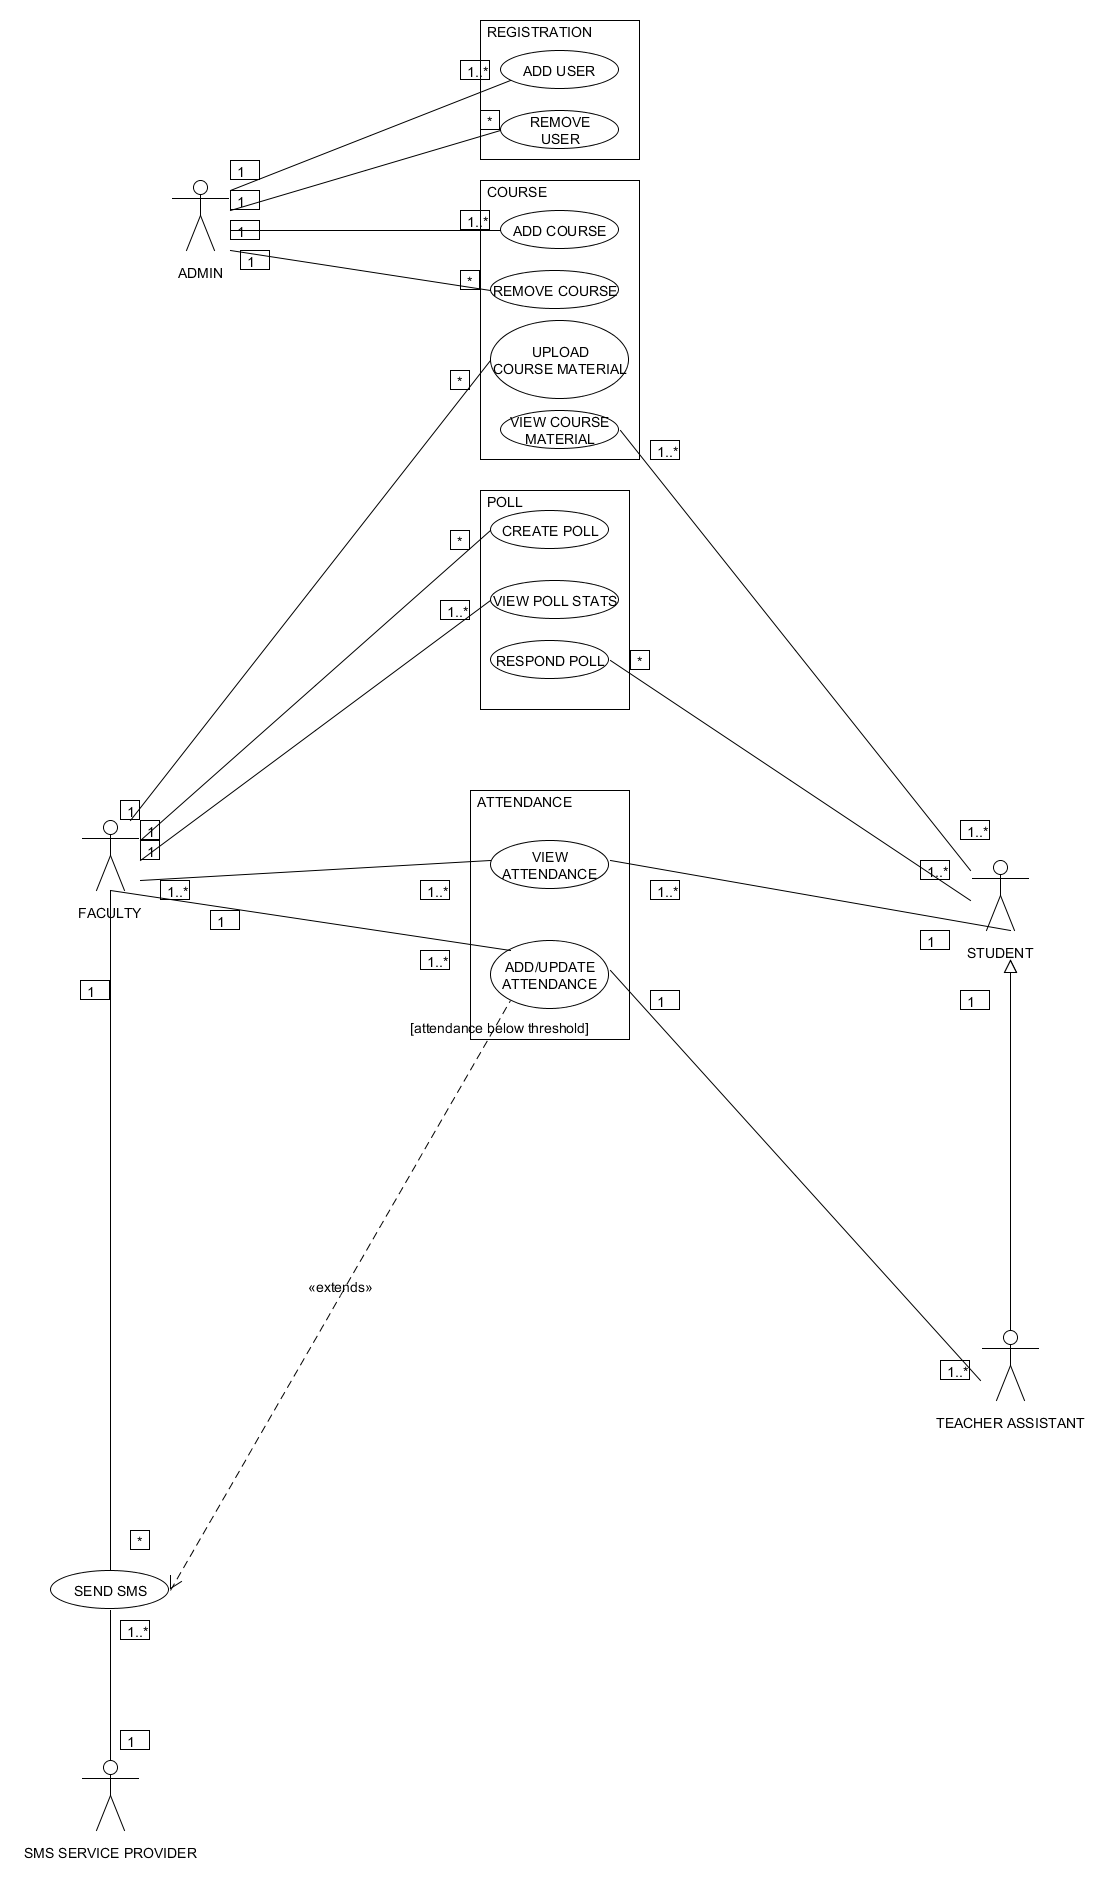 REGISTRATION
1..*
ADD USER
*
REMOVE
USER
1
1
1
1
ADMIN
COURSE
1..*
ADD COURSE
*
REMOVE COURSE
UPLOAD
COURSE MATERIAL
*
VIEW COURSE
MATERIAL
1..*
POLL
*
CREATE POLL
1..*
VIEW POLL STATS
RESPOND POLL
*
ATTENDANCE
1
1
1
1..*
VIEW
ATTENDANCE
1..*
1..*
1..*
1..*
FACULTY
1
1
STUDENT
1..*
ADD/UPDATE
ATTENDANCE
1
1
1
[attendance below threshold]
«extends»
1..*
TEACHER ASSISTANT
*
SEND SMS
1..*
1
SMS SERVICE PROVIDER